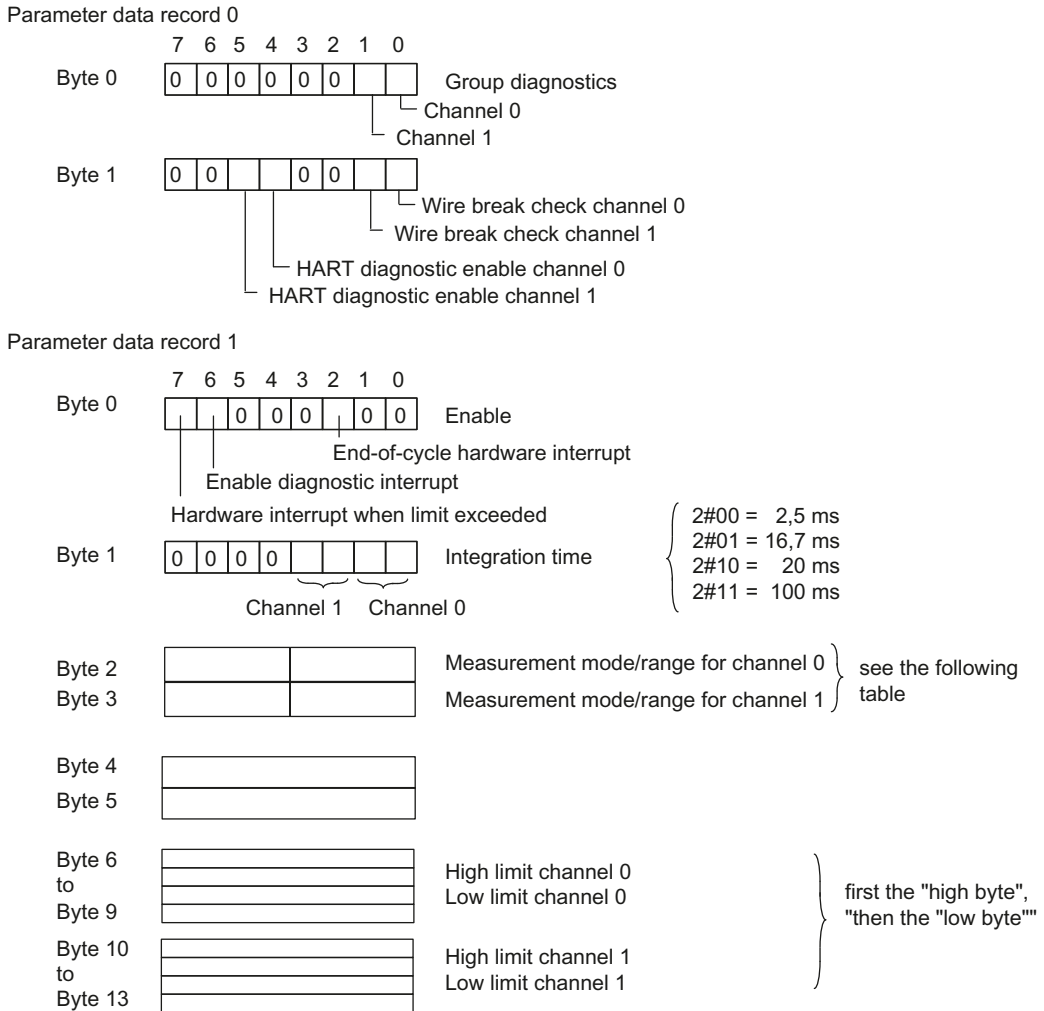 Parameter data record 0
7 6 5 4 3 2 1 0
Byte 0 0 0 0 0 0 0 Group diagnostics
Channel 0
Channel 1
Byte 1 0 0 0 0
Wire break check channel 0
Wire break check channel 1
HART diagnostic enable channel 0
HART diagnostic enable channel 1
Parameter data record 1
7 6 5 4 3 2 1 0
Byte 0 0 0 0 0 0 Enable
End-of-cycle hardware interrupt
Enable diagnostic interrupt
Hardware interrupt when limit exceeded
Byte 1 0 0 0 0 Integration time
2#00 = 2,5 ms
2#01 = 16,7 ms
2#10 = 20 ms
2#11 = 100 ms
Channel 1 Channel 0
Byte 2 Measurement mode/range for channel 0
Byte 3 Measurement mode/range for channel 1
see the following
table
Byte 4
Byte 5
Byte 6
to
Byte 9
High limit channel 0
Low limit channel 0
Byte 10
to
Byte 13
High limit channel 1
Low limit channel 1
first the "high byte",
"then the "low byte""